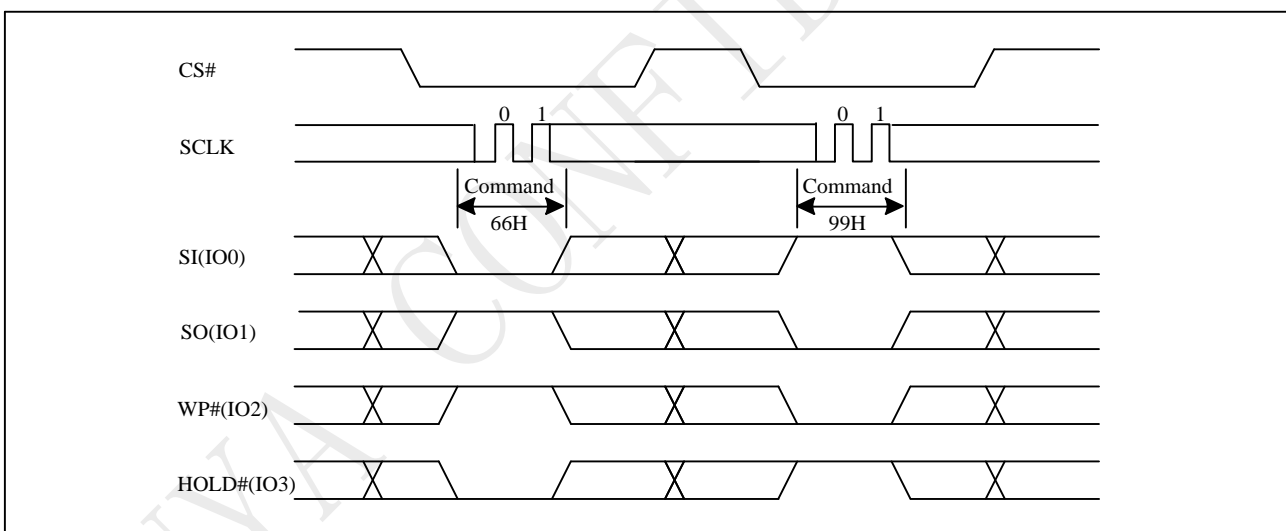 CS#
0 1 0 1
SCLK
Command Command
66H 99H
SI(IO0)
SO(IO1)
WP#(IO2)
HOLD#(IO3)